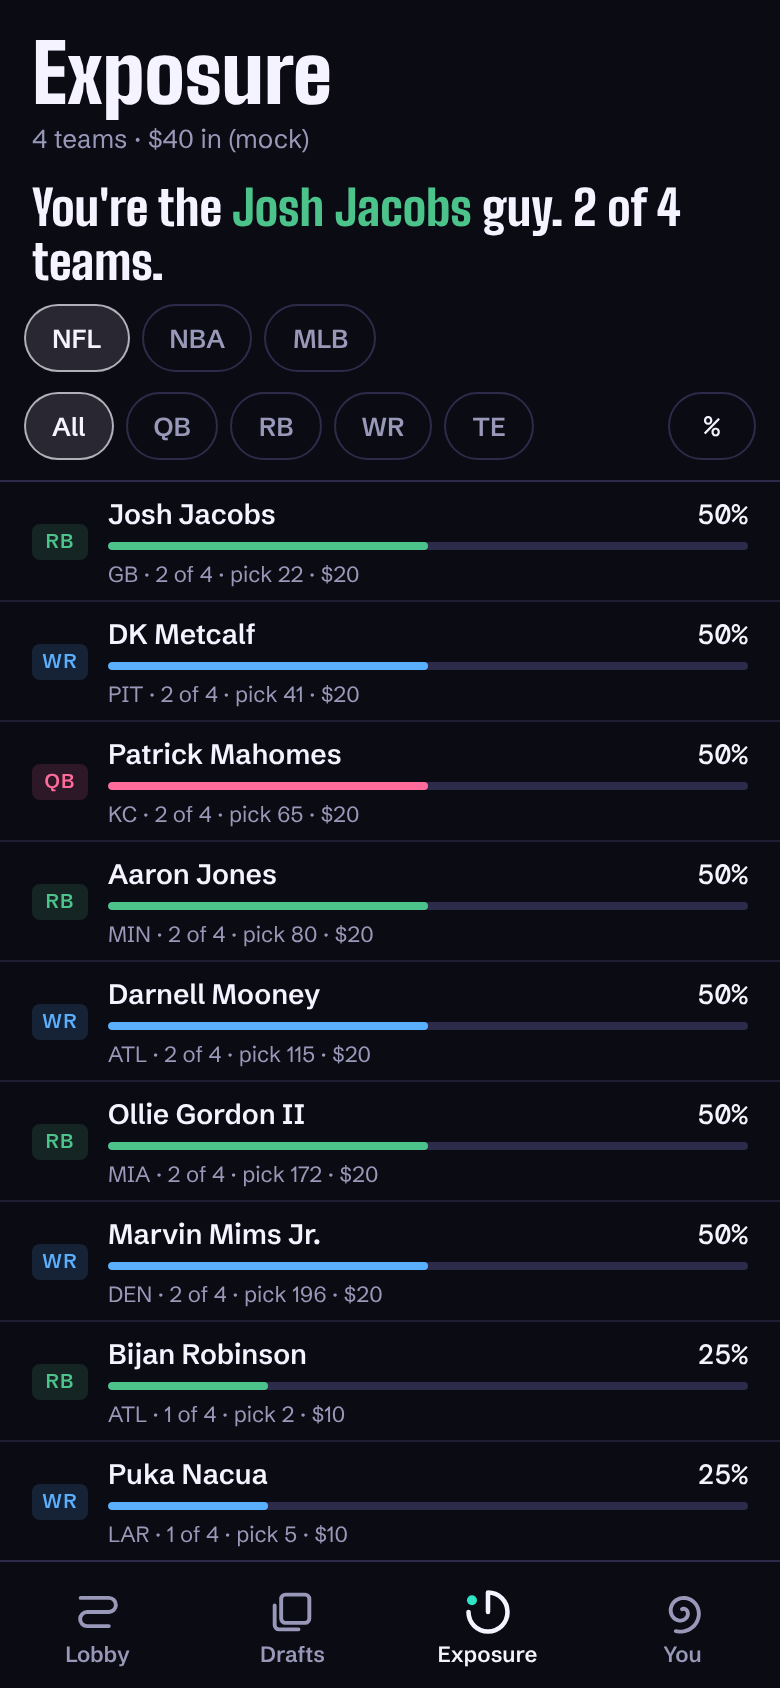 Exposure
4 teams · $40 in (mock)
You're the Josh Jacobs guy. 2 of 4
teams.
NFL NBA MLB
All QB RB WR TE %
Josh Jacobs 50%
RB
GB · 2 of 4 · pick 22 · $20
DK Metcalf 50%
WR
PIT · 2 of 4 · pick 41 · $20
Patrick Mahomes 50%
QB
KC · 2 of 4 · pick 65 · $20
Aaron Jones 50%
RB
MIN · 2 of 4 · pick 80 · $20
Darnell Mooney 50%
WR
ATL · 2 of 4 · pick 115 · $20
Ollie Gordon II 50%
RB
MIA · 2 of 4 · pick 172 · $20
Marvin Mims Jr. 50%
WR
DEN · 2 of 4 · pick 196 · $20
Bijan Robinson 25%
RB
ATL · 1 of 4 · pick 2 · $10
Puka Nacua 25%
WR
LAR · 1 of 4 · pick 5 · $10
Lobby Drafts Exposure You